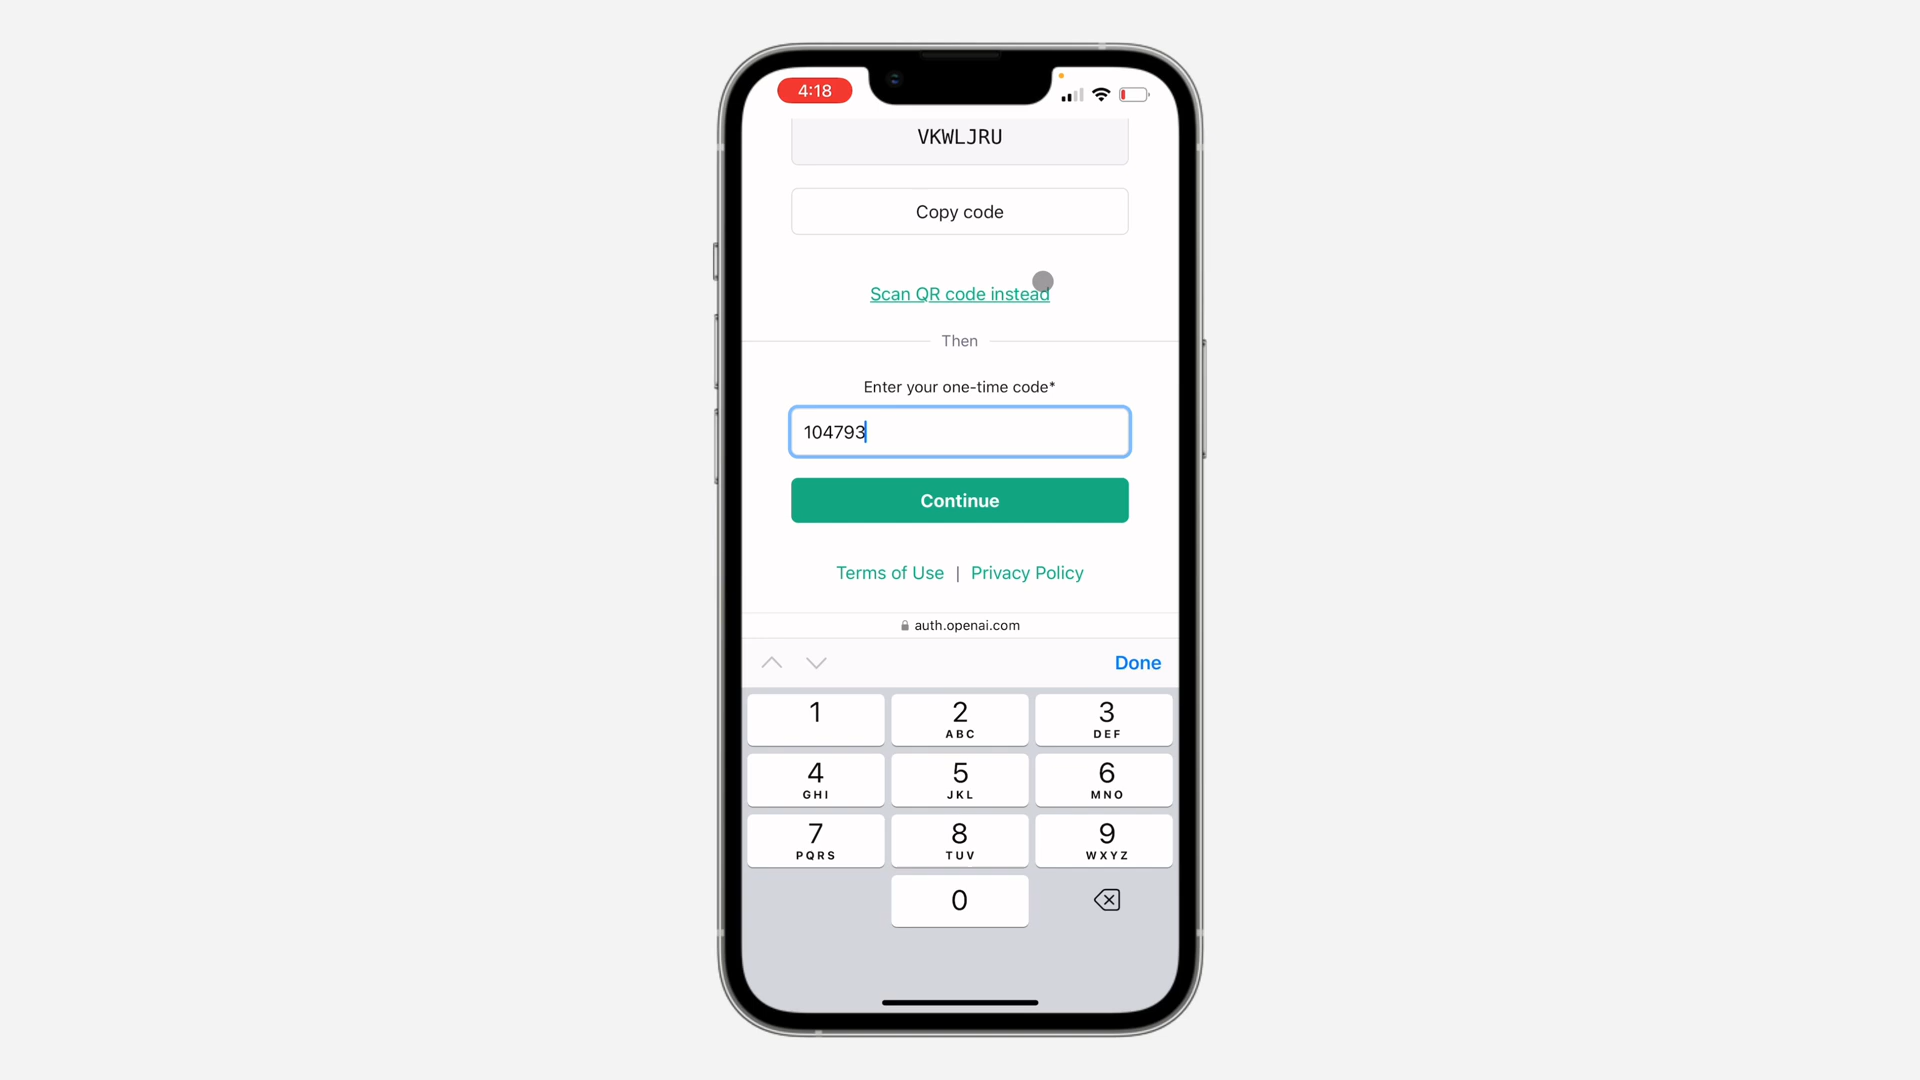 4:18
VKWLJRU
Copy code
Scan QR code instead
Then
Enter your one-time code*
104793
Continue
Terms of Use | Privacy Policy
auth.openai.com
Done
1
2
ABC
3
DEF
4
GHI
5
JKL
6
MNO
7
PQRS
8
TUV
9
WXYZ
0